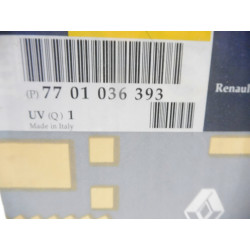 (P) 77 01 036 393
Renault
UV (Q) 1
Made in Italy